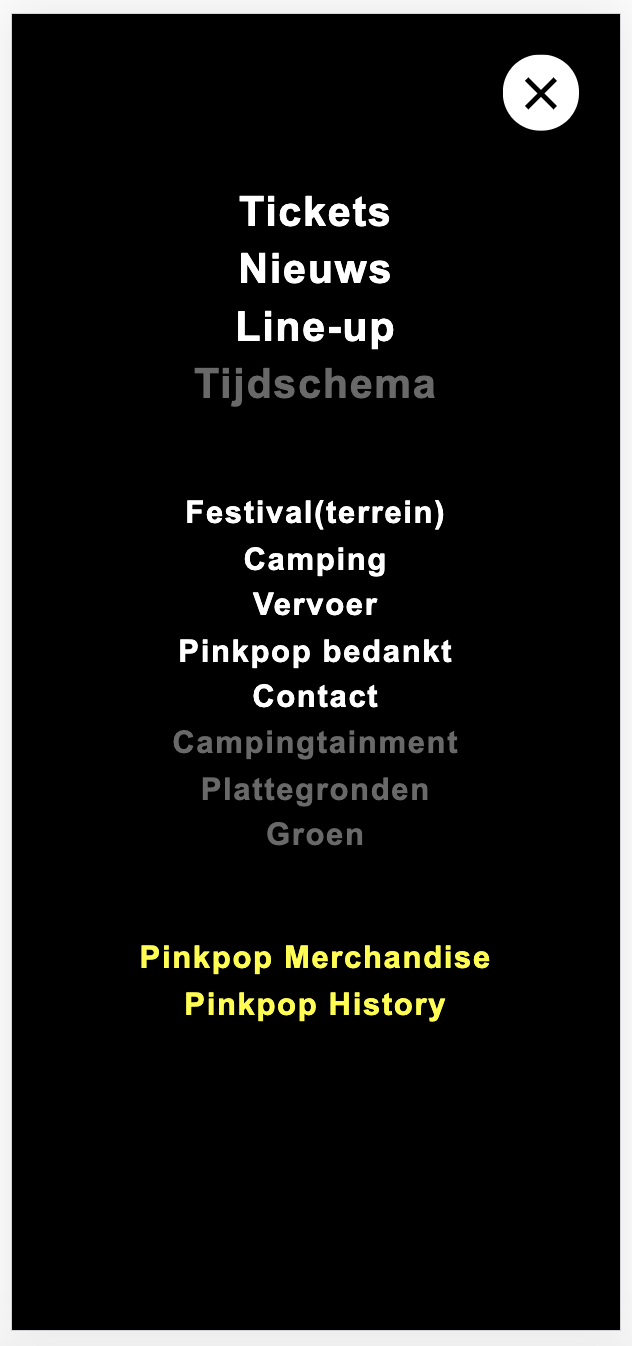 Tickets
Nieuws
Line-up
Tijdschema
Festival(terrein)
Camping
Vervoer
Pinkpop bedankt
Contact
Campingtainment
Plattegronden
Groen
Pinkpop Merchandise
Pinkpop History